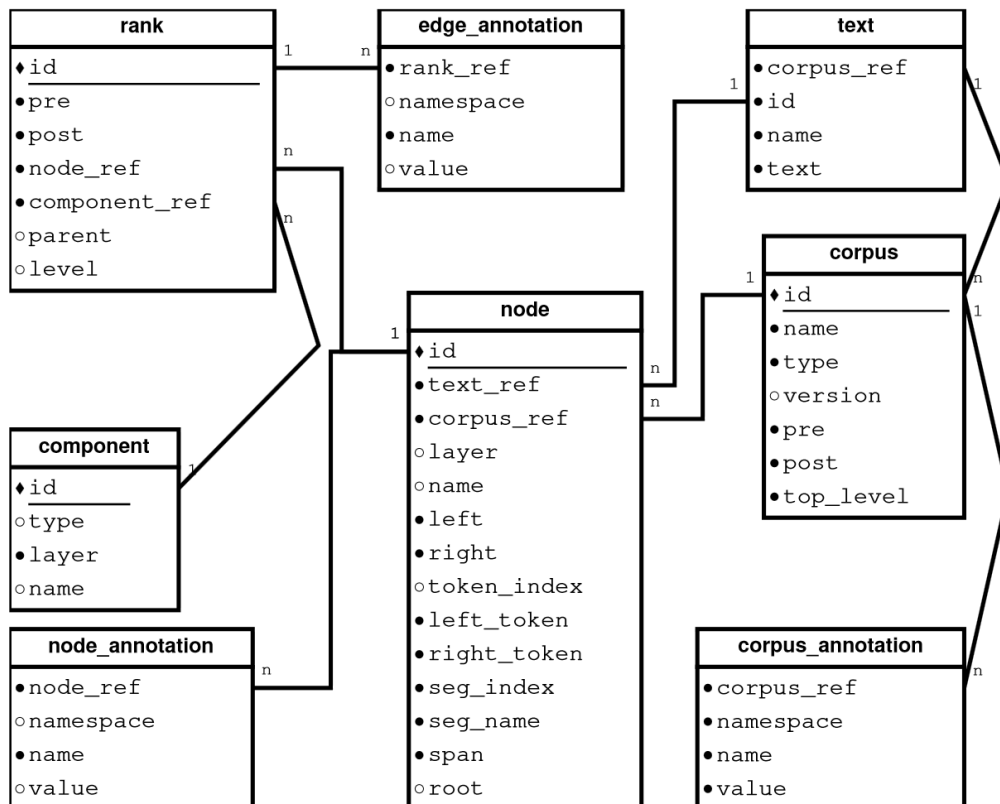 rank
id
pre
post
node_ref
component_ref
parent
level
1
n
n
n
edge_annotation
rank_ref
namespace
name
value
text
corpus_ref
id
name
text
1
1
corpus
id
name
type
version
pre
post
top_level
1
n
1
node
id
text_ref
corpus_ref
layer
name
left
right
token_index
left_token
right_token
seg_index
seg_name
span
root
1
n
n
component
id
type
layer
name
1
node_annotation
node_ref
namespace
name
value
n
corpus_annotation
corpus_ref
namespace
name
value
n